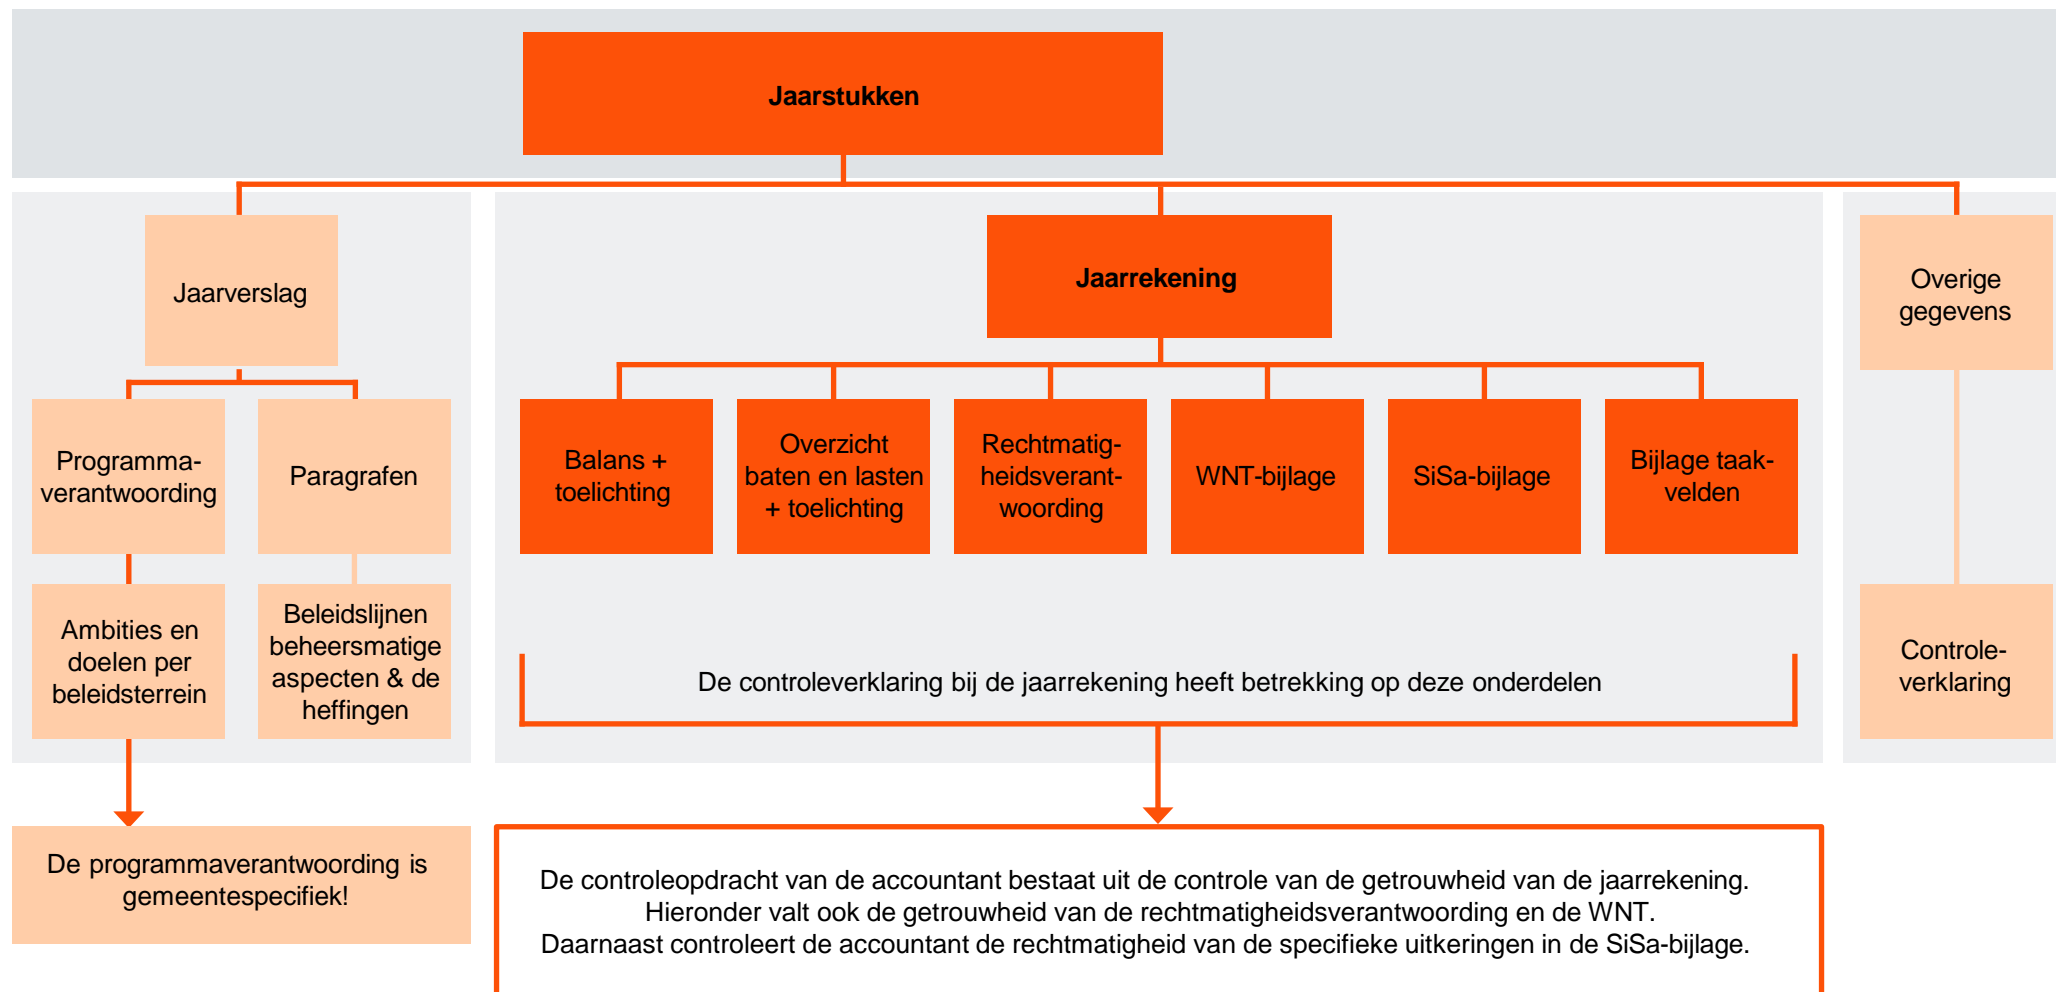 Jaarstukken
Jaarverslag
Jaarrekening
Overige
gegevens
Programma-
verantwoording
Paragrafen
Balans +
toelichting
Overzicht
baten en lasten
+ toelichting
Rechtmatig-
heidsverant-
woording
WNT-bijlage
SiSa-bijlage
Bijlage taak-
velden
Ambities en
doelen per
beleidsterrein
Beleidslijnen
beheersmatige
aspecten & de
heffingen
De controleverklaring bij de jaarrekening heeft betrekking op deze onderdelen
Controle-
verklaring
De programmaverantwoording is
gemeentespecifiek!
De controleopdracht van de accountant bestaat uit de controle van de getrouwheid van de jaarrekening.
Hieronder valt ook de getrouwheid van de rechtmatigheidsverantwoording en de WNT.
Daarnaast controleert de accountant de rechtmatigheid van de specifieke uitkeringen in de SiSa-bijlage.